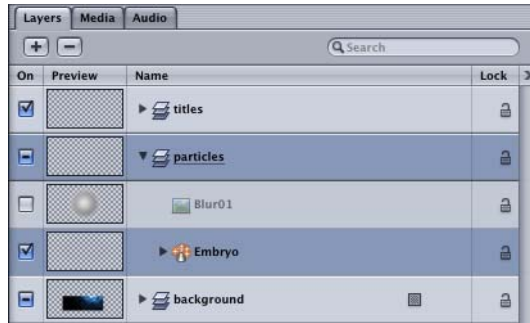 Layers Media Audio
Search
On Preview Name Lock
titles
particles
Blur01
Embryo
background